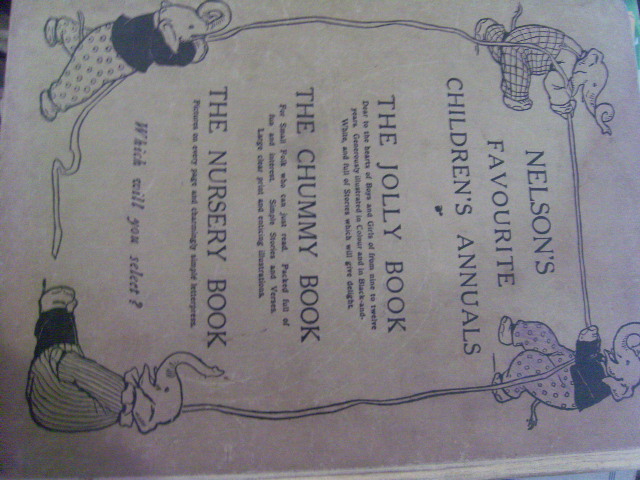 NELSON'S
FAVOURITE
CHILDREN'S ANNUALS
THE JOLLY BOOK
Dear to the hearts of Boys and Girls of from nine to twelve
years. Generously illustrated in Colour and in Black-and-
White, and full of Stories which will give delight.
THE CHUMMY BOOK
For Small Folk who can just read. Packed full of
fun and interest. Simple Stories and Verses.
Large clear print and enticing illustrations.
THE NURSERY BOOK
Pictures on every page and charmingly simple letterpress.
Which will you select?